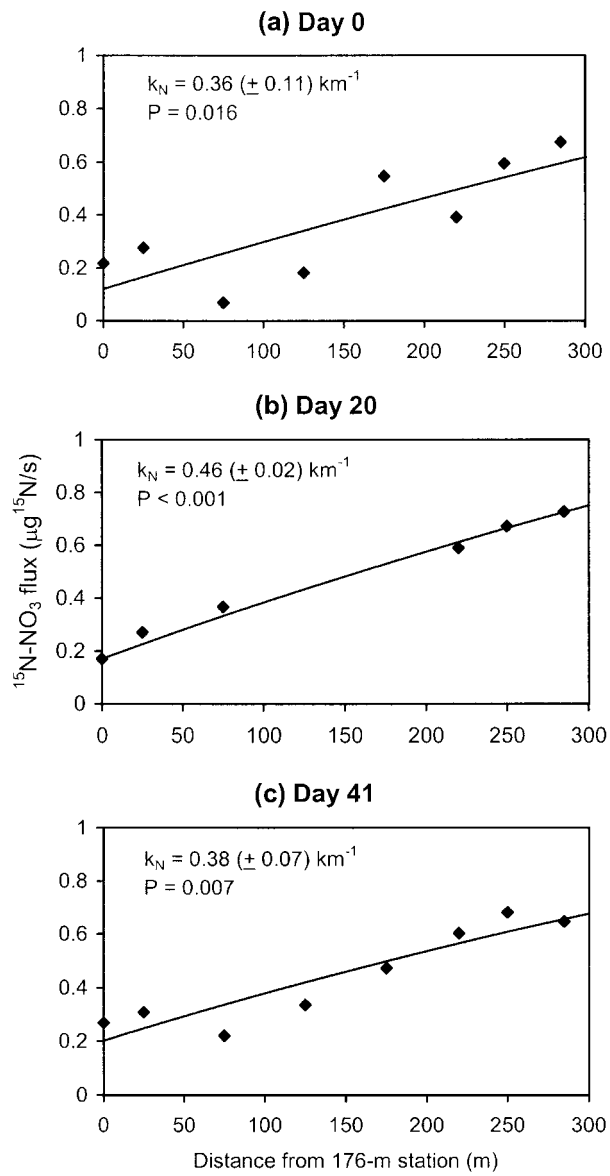 (a) Day 0
1
0.8
0.6
0.4
0.2
0
k_N = 0.36 (± 0.11) km⁻¹
P = 0.016
0 50 100 150 200 250 300
(b) Day 20
1
0.8
0.6
0.4
0.2
0
k_N = 0.46 (± 0.02) km⁻¹
P < 0.001
0 50 100 150 200 250 300
¹⁵N-NO₃ flux (µg¹⁵N/s)
(c) Day 41
1
0.8
0.6
0.4
0.2
0
k_N = 0.38 (± 0.07) km⁻¹
P = 0.007
0 50 100 150 200 250 300
Distance from 176-m station (m)